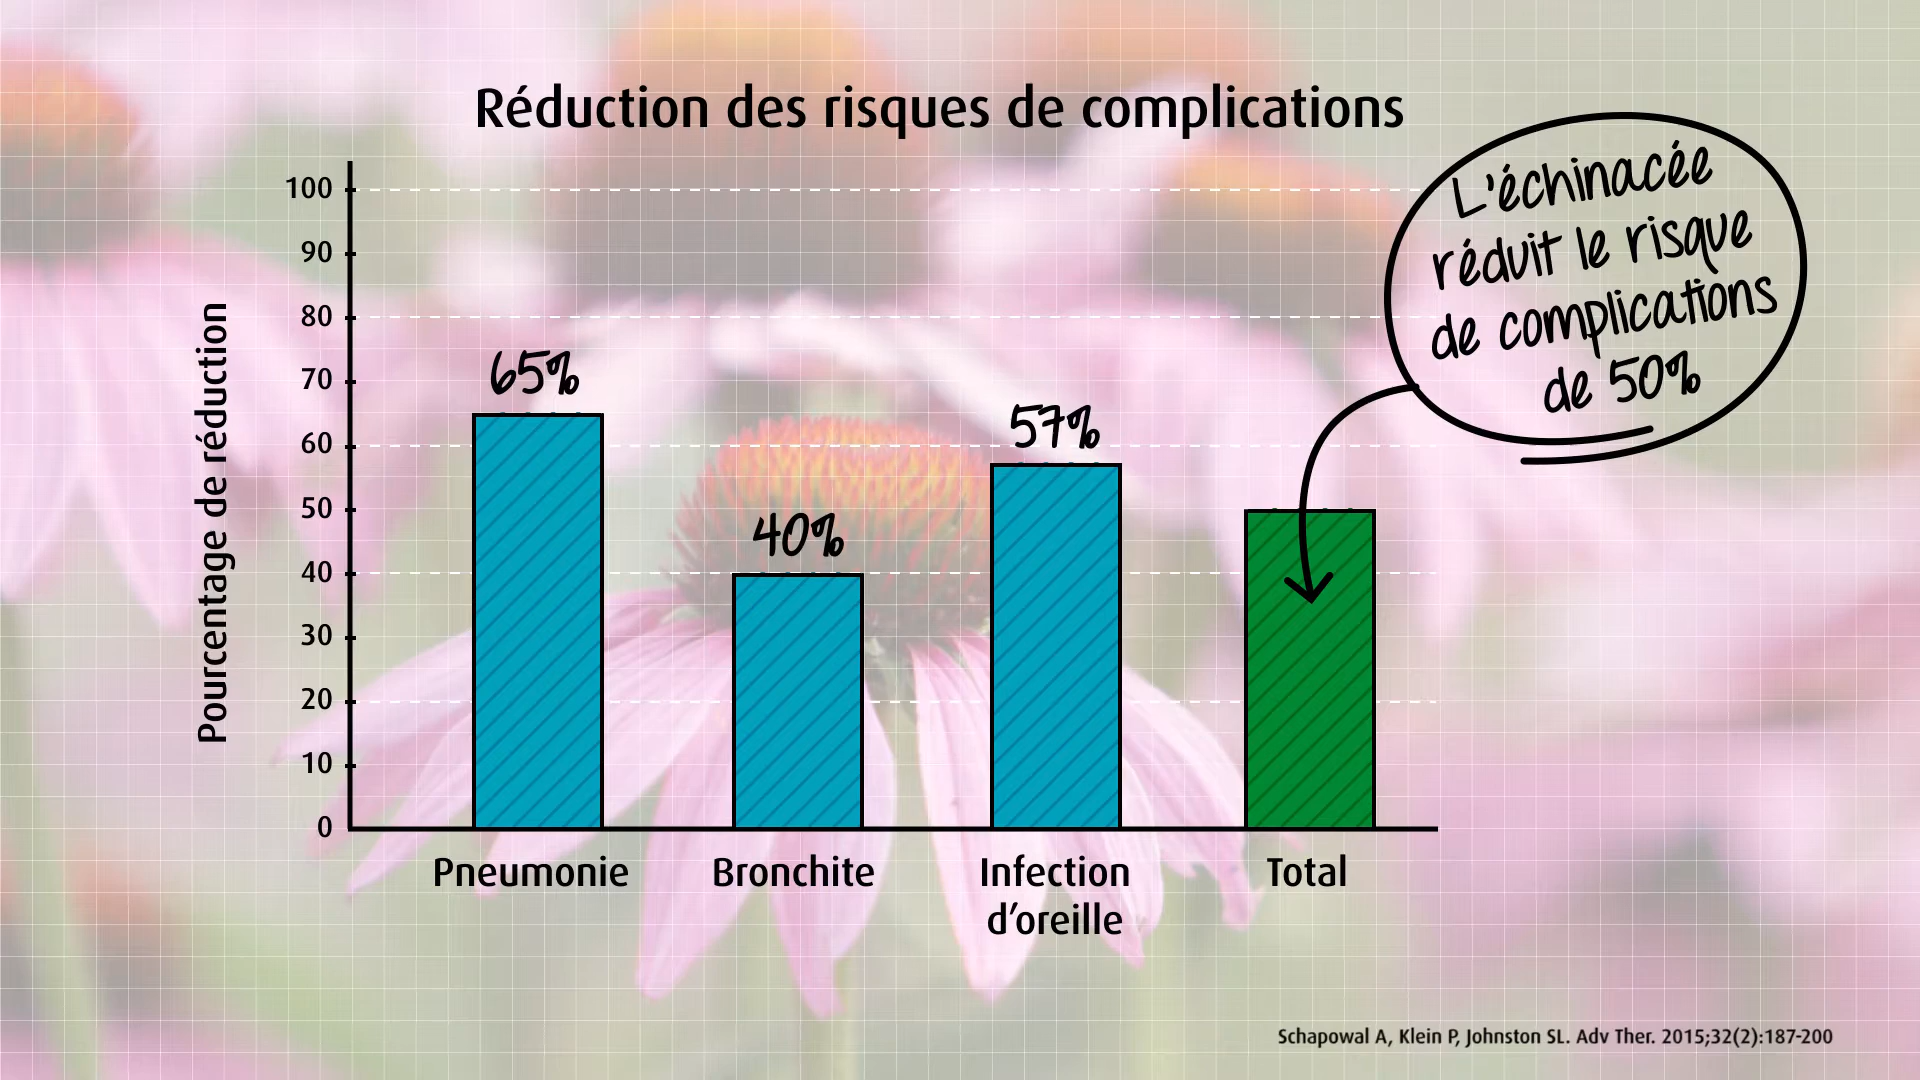 Réduction des risques de complications
L'échinacée
réduit le risque
de complications
de 50%
Pourcentage de réduction
100
90
80
70
60
50
40
30
20
10
0
65%
40%
57%
Pneumonie
Bronchite
Infection
d'oreille
Total
Schapowal A, Klein P, Johnston SL. Adv Ther. 2015;32(2):187-200